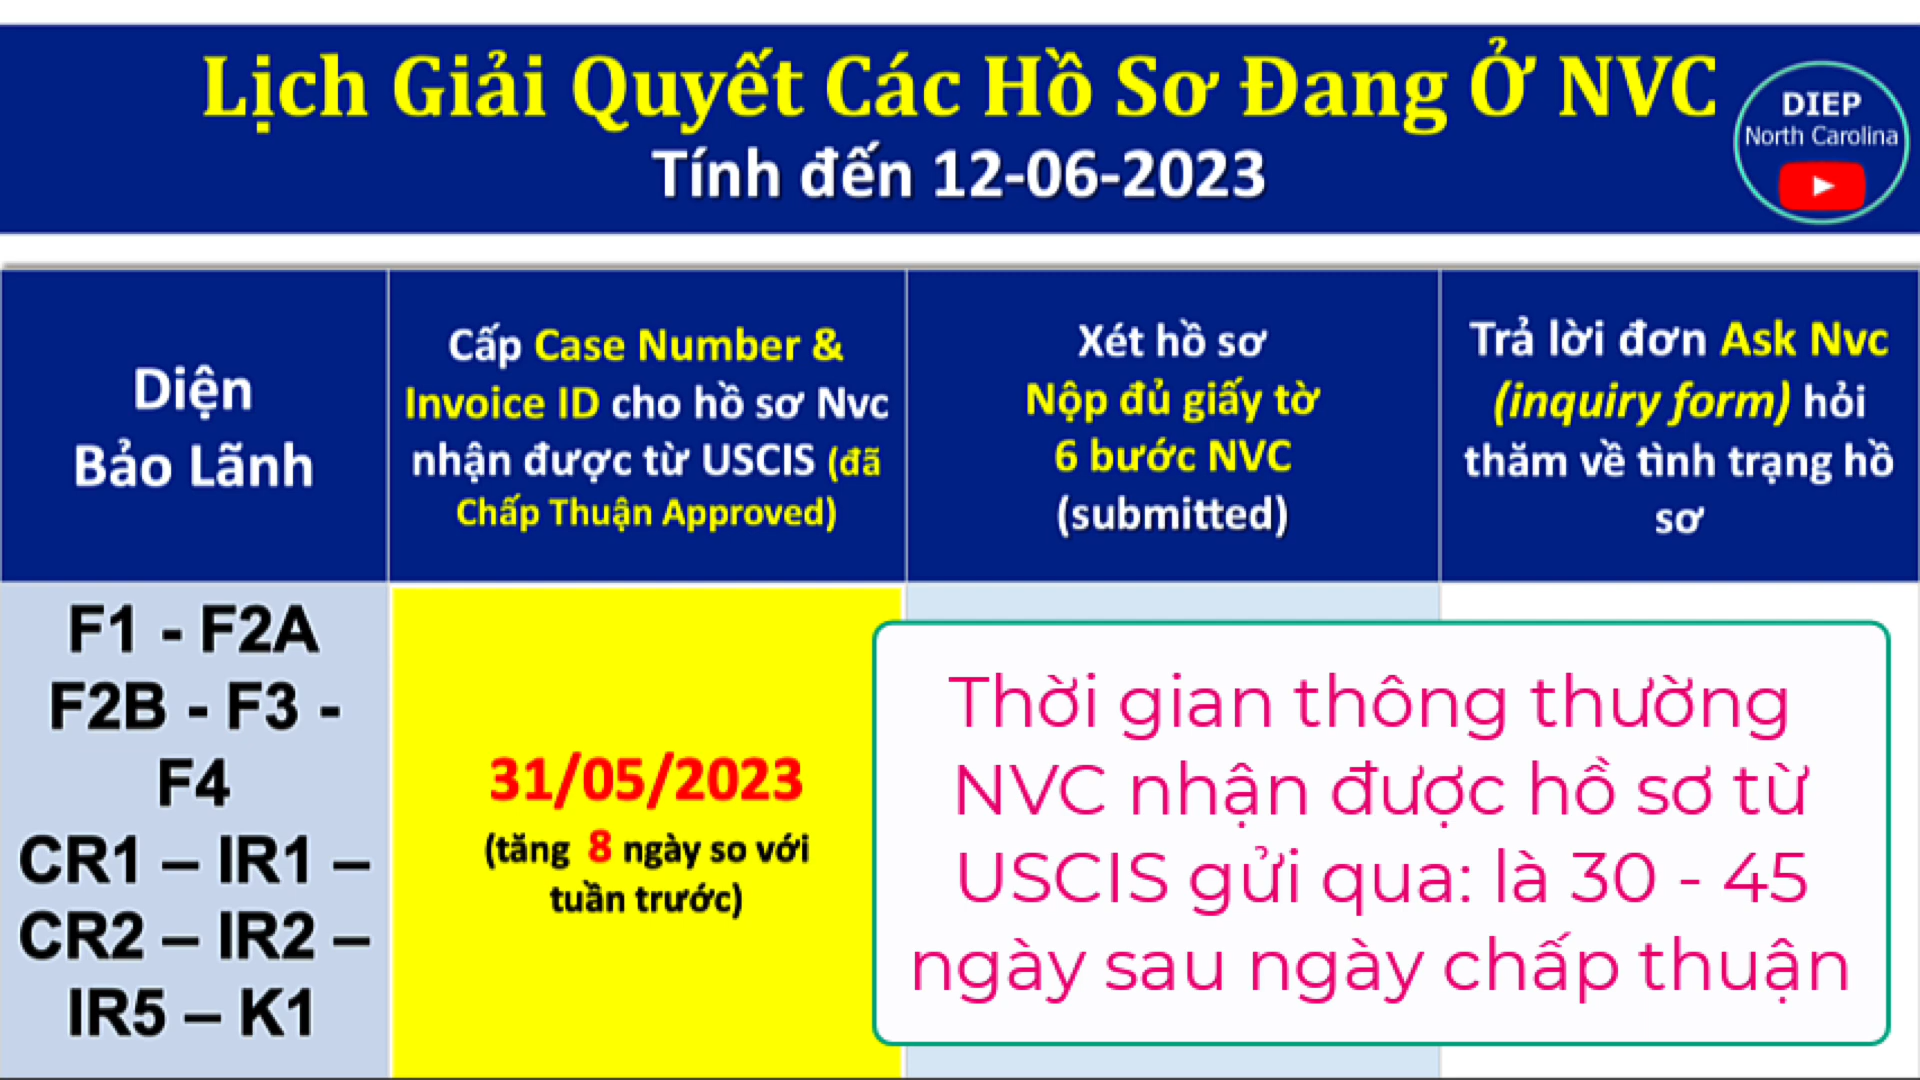 Lịch Giải Quyết Các Hồ Sơ Đang Ở NVC
Tính đến 12-06-2023
DIEP
North Carolina
Diện
Bảo Lãnh
Cấp Case Number &
Invoice ID cho hồ sơ Nvc
nhận được từ USCIS (đã
Chấp Thuận Approved)
Xét hồ sơ
Nộp đủ giấy tờ
6 bước NVC
(submitted)
Trả lời đơn Ask Nvc
(inquiry form) hỏi
thăm về tình trạng hồ
sơ
F1 - F2A
F2B - F3 -
F4
CR1 – IR1 –
CR2 – IR2 –
IR5 – K1
31/05/2023
(tăng 8 ngày so với
tuần trước)
Thời gian thông thường
NVC nhận được hồ sơ từ
USCIS gửi qua: là 30 - 45
ngày sau ngày chấp thuận